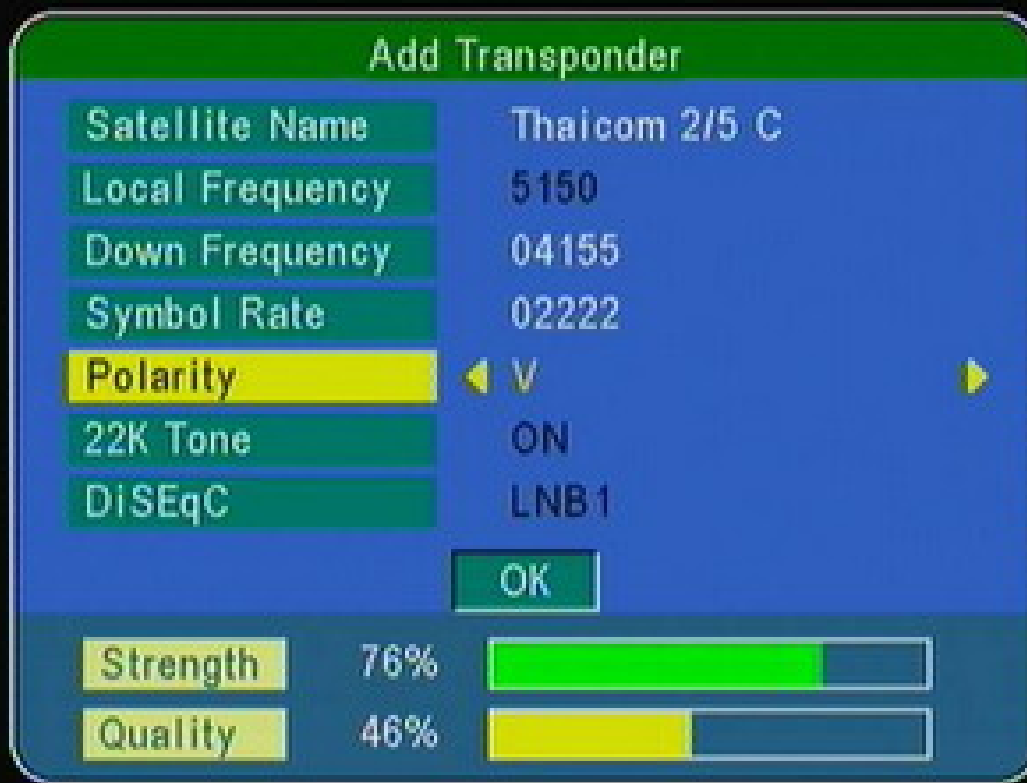 Add Transponder
Satellite Name Thaicom 2/5 C
Local Frequency 5150
Down Frequency 04155
Symbol Rate 02222
Polarity V
22K Tone ON
DiSEqC LNB1
OK
Strength 76%
Quality 46%